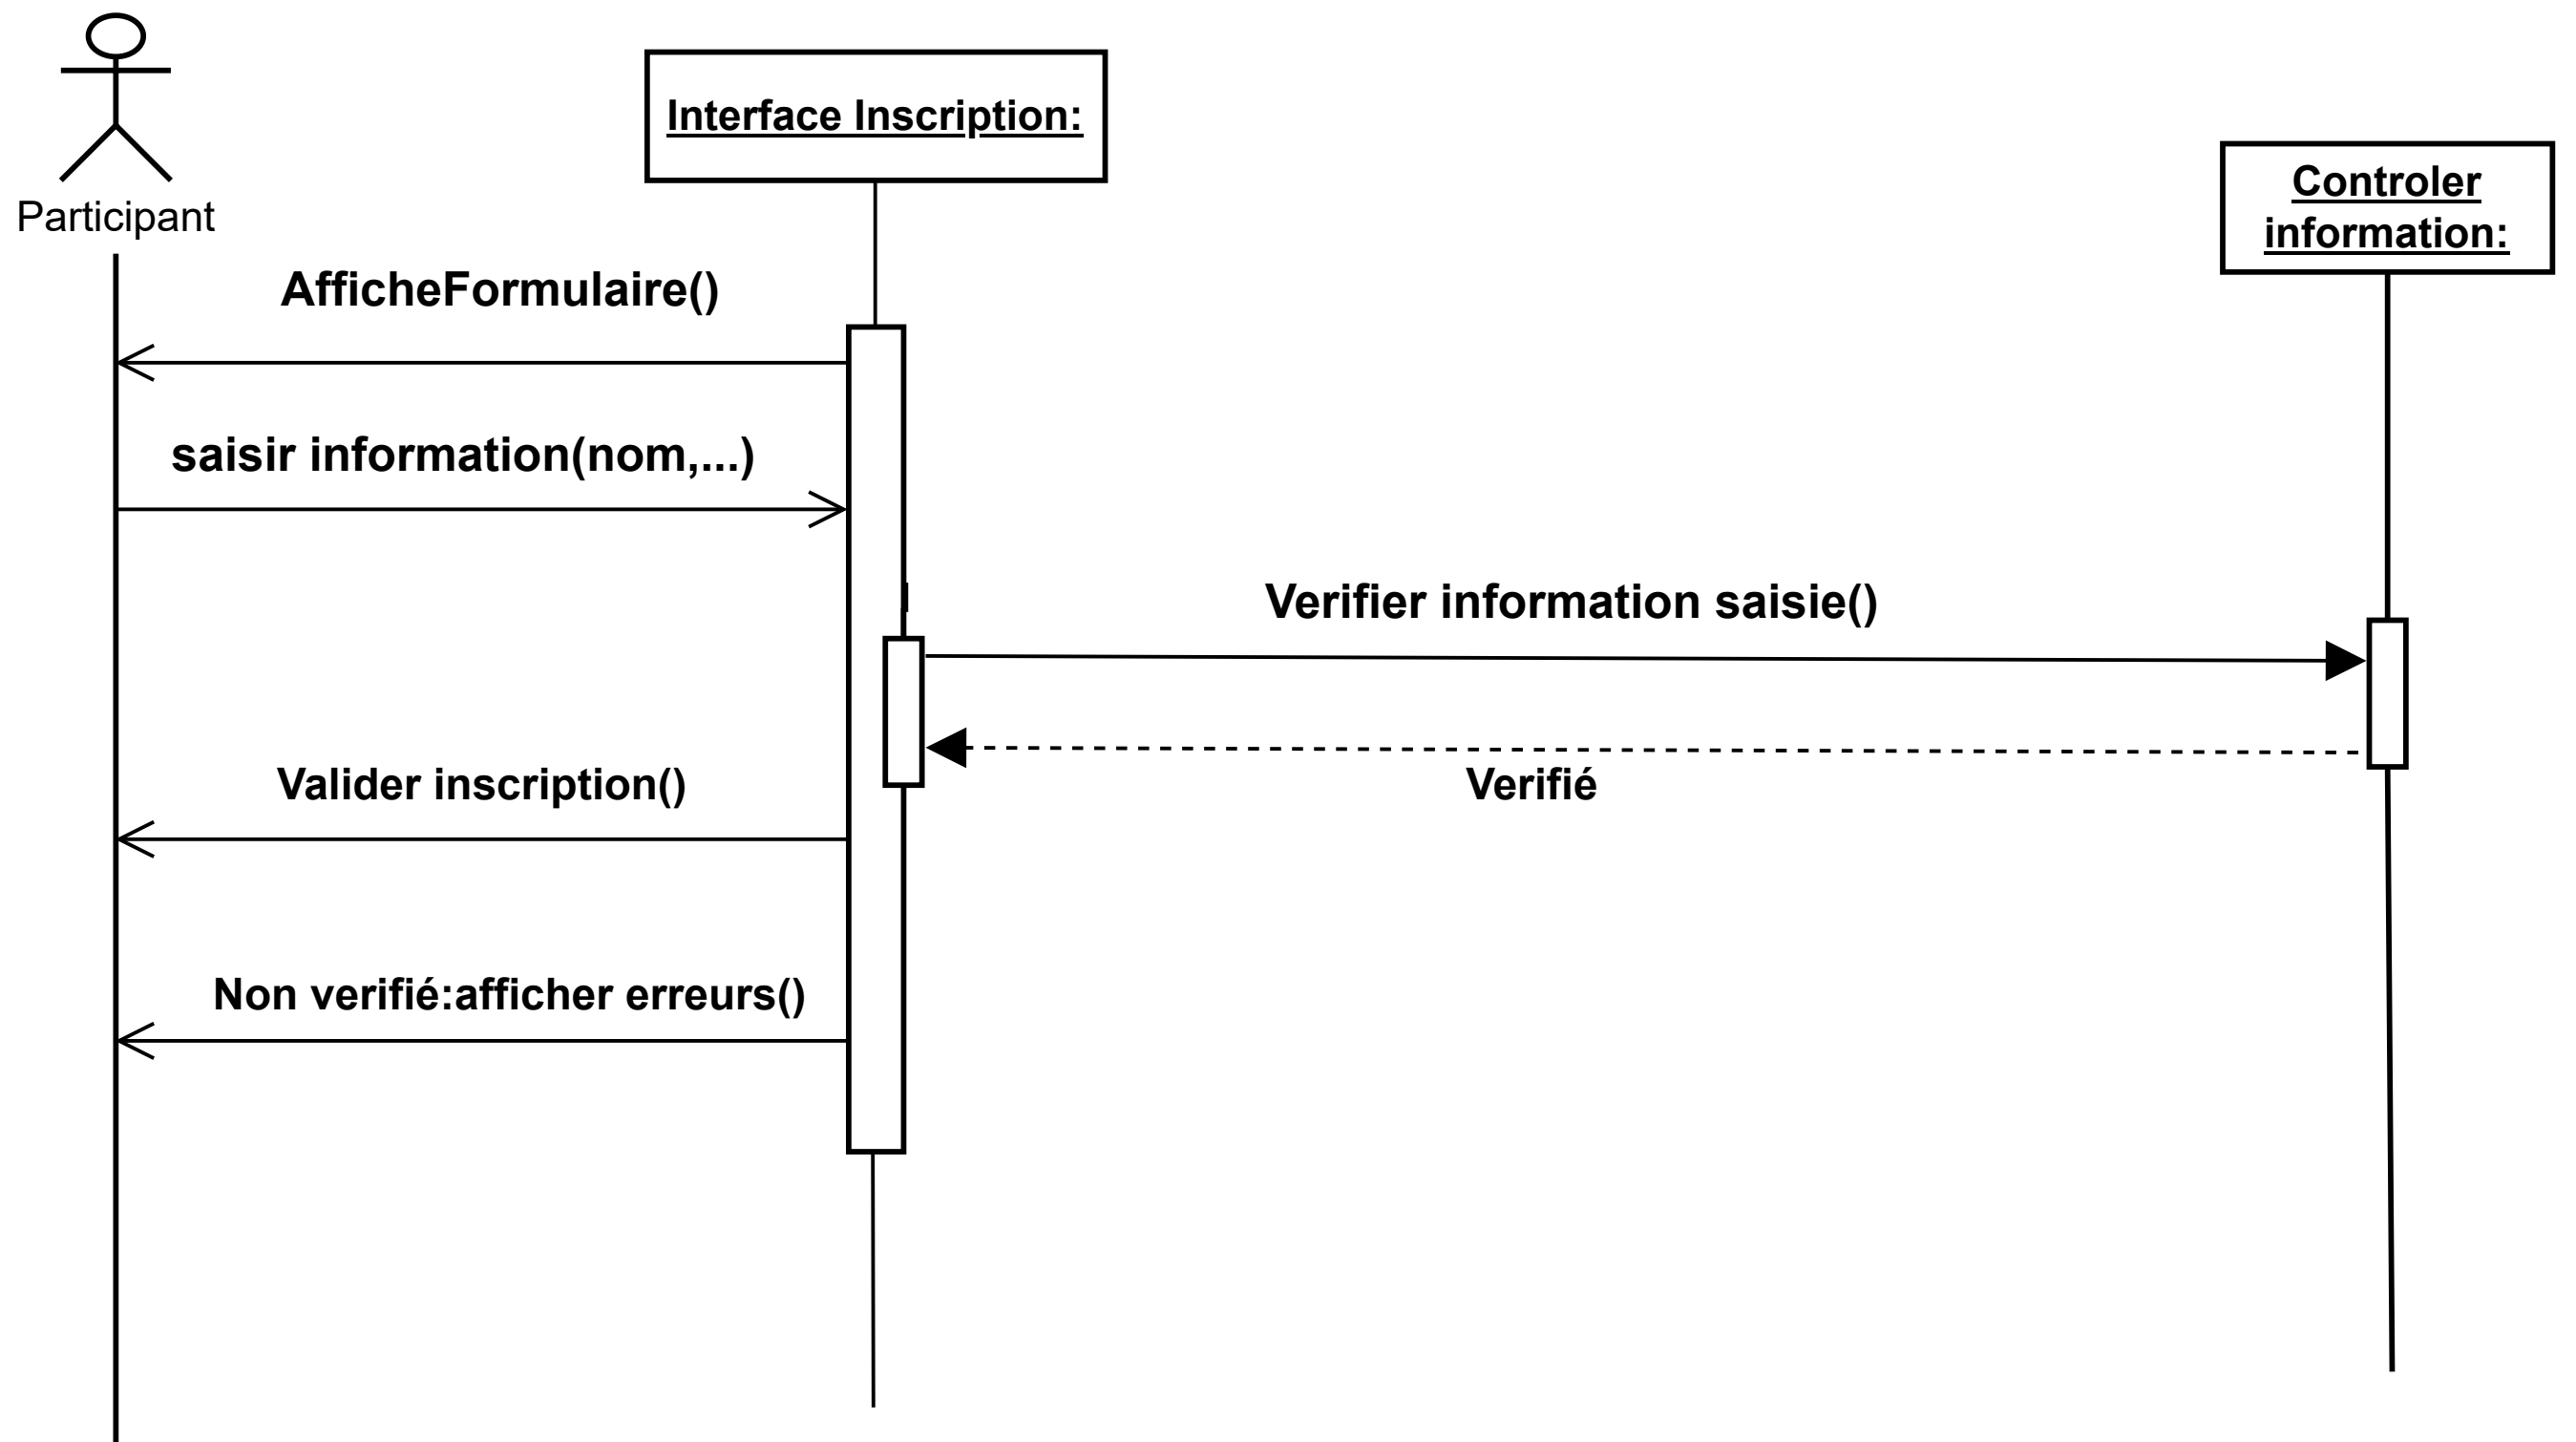 Participant
Interface Inscription:
Controler
information:
AfficheFormulaire()
saisir information(nom,...)
Verifier information saisie()
Verifié
Valider inscription()
Non verifié:afficher erreurs()